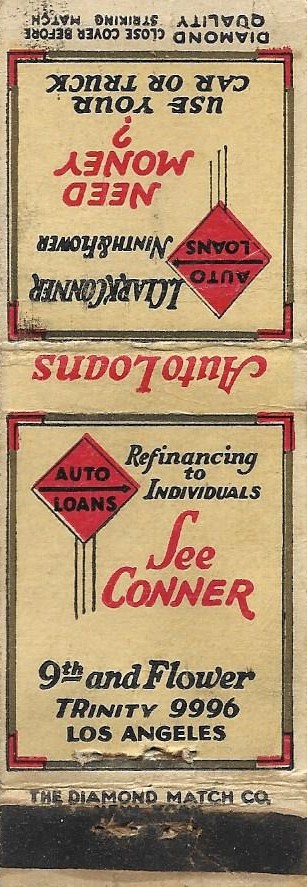 DIAMOND QUALITY
CLOSE COVER BEFORE STRIKING MATCH
NEED
MONEY
?
USE YOUR
CAR OR TRUCK
AUTO
LOANS
I. CLARK CONNER
NINTH & FLOWER
Auto Loans
AUTO
LOANS
Refinancing
to
INDIVIDUALS
See
CONNER
9th and Flower
TRINITY 9996
LOS ANGELES
THE DIAMOND MATCH CO.